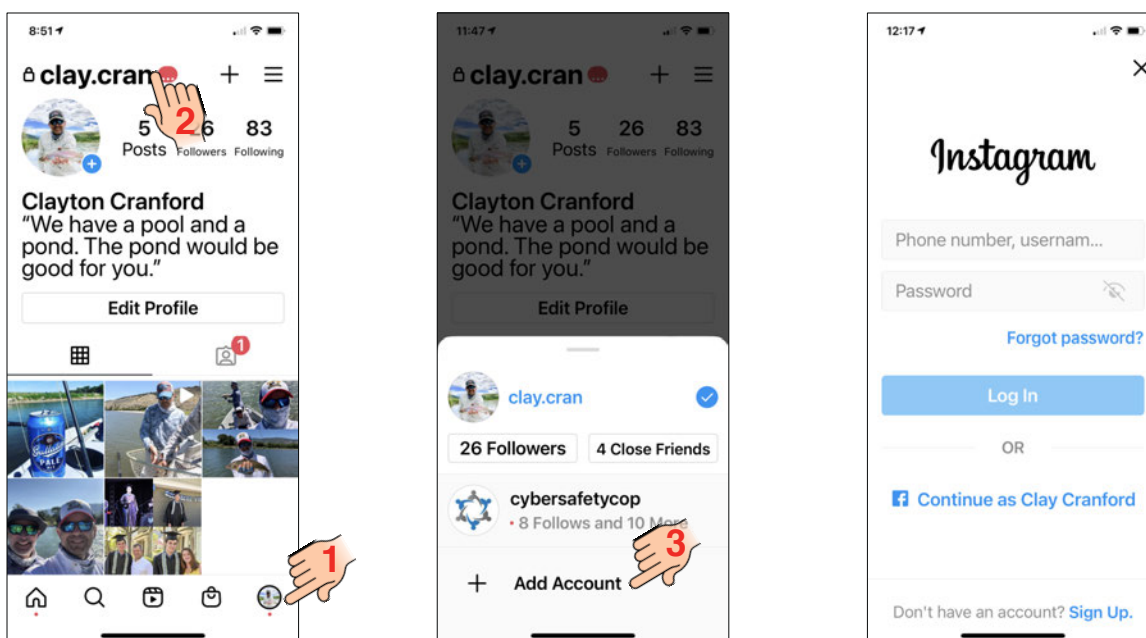 8:51
clay.cran
2
5
26
83
Posts
Followers
Following
Clayton Cranford
“We have a pool and a
pond. The pond would be
good for you.”
Edit Profile
1
PALE
1
11:47
clay.cran
5
26
83
Posts
Followers
Following
Clayton Cranford
“We have a pool and a
pond. The pond would be
good for you.”
Edit Profile
clay.cran
26 Followers
4 Close Friends
cybersafetycop
• 8 Follows and 10 More
3
+ Add Account
12:17
Instagram
Phone number, usernam...
Password
Forgot password?
Log In
OR
Continue as Clay Cranford
Don't have an account? Sign Up.